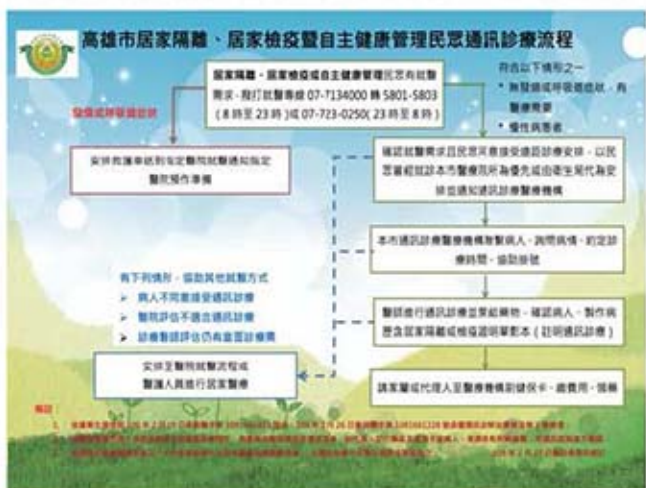 高雄市居家隔離、居家檢疫暨自主健康管理民眾通訊診療流程
居家隔離、居家檢疫或自主健康管理民眾有就醫
需求,撥打就醫專線 07-7134000 轉 5801-5803
(8 時至 23 時)或 07-723-0250(23 時至 8 時)
符合以下情形之一
無發燒或呼吸道症狀,有
醫療需要
慢性病患者
發燒或呼吸道症狀
安排救護車送到指定醫院就醫通知指定
醫院預作準備
確認就醫需求且民眾同意接受遠距診療安排,以民
眾曾經就診本市醫療院所為優先或由衛生局代為安
排並通知通訊診療醫療機構
本市通訊診療醫療機構聯繫病人、詢問病情、約定診
療時間、協助掛號
有下列情形,協助其他就醫方式
病人不同意接受通訊診療
醫院評估不適合通訊診療
診療醫師評估仍有當面診療需
醫師進行通訊診療並開給藥物,確認病人、製作病
歷含居家隔離或檢疫證明單影本(註明通訊診療)
安排至醫院就醫流程或
醫護人員進行居家醫療
請家屬或代理人至醫療機構刷健保卡、繳費用、領藥
備註: